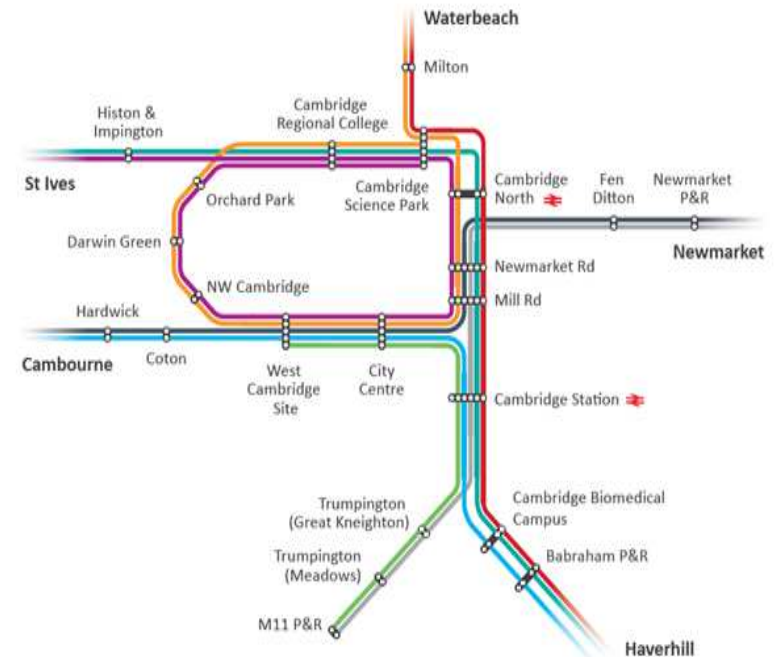 Waterbeach
Milton
Histon &
Impington
Cambridge
Regional College
St Ives
Orchard Park
Cambridge
Science Park
Cambridge
North
Fen
Ditton
Newmarket
P&R
Newmarket
Darwin Green
Newmarket Rd
NW Cambridge
Mill Rd
Hardwick
Cambourne
Coton
West
Cambridge
Site
City
Centre
Cambridge Station
Trumpington
(Great Kneighton)
Cambridge Biomedical
Campus
Trumpington
(Meadows)
Babraham P&R
M11 P&R
Haverhill